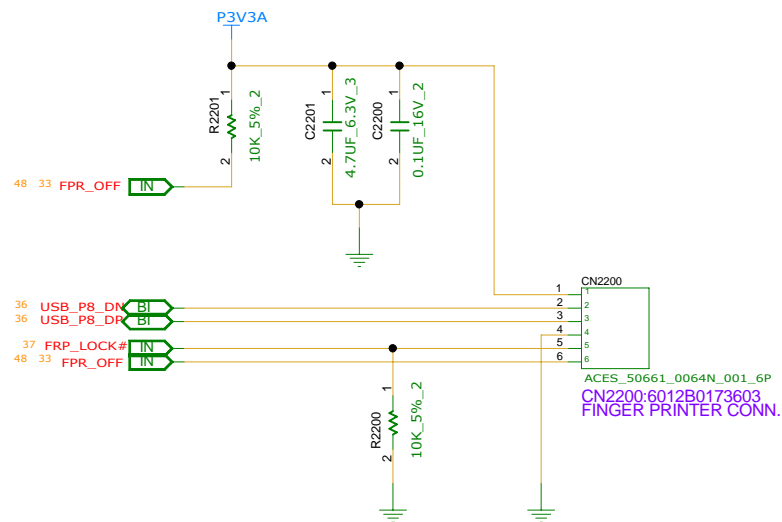 P3V3A
1
R2201
10K_5%_2
2
1
C2201
4.7UF_6.3V_3
2
1
C2200
0.1UF_16V_2
2
48 33 FPR_OFF IN
CN2200
36 USB_P8_DN BI
36 USB_P8_DP BI
37 FRP_LOCK# IN
48 33 FPR_OFF IN
1 1
2 2
3 3
4 4
5 5
6 6
ACES_50661_0064N_001_6P
CN2200:6012B0173603
FINGER PRINTER CONN.
1
R2200
10K_5%_2
2